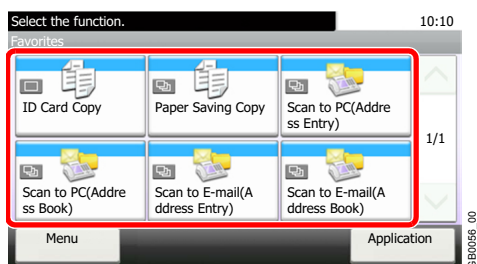 Select the function.
10:10
Favorites
ID Card Copy
Paper Saving Copy
Scan to PC(Addre
ss Entry)
1/1
Scan to PC(Addre
ss Book)
Scan to E-mail(A
ddress Entry)
Scan to E-mail(A
ddress Book)
Menu
Application
GB0056_00